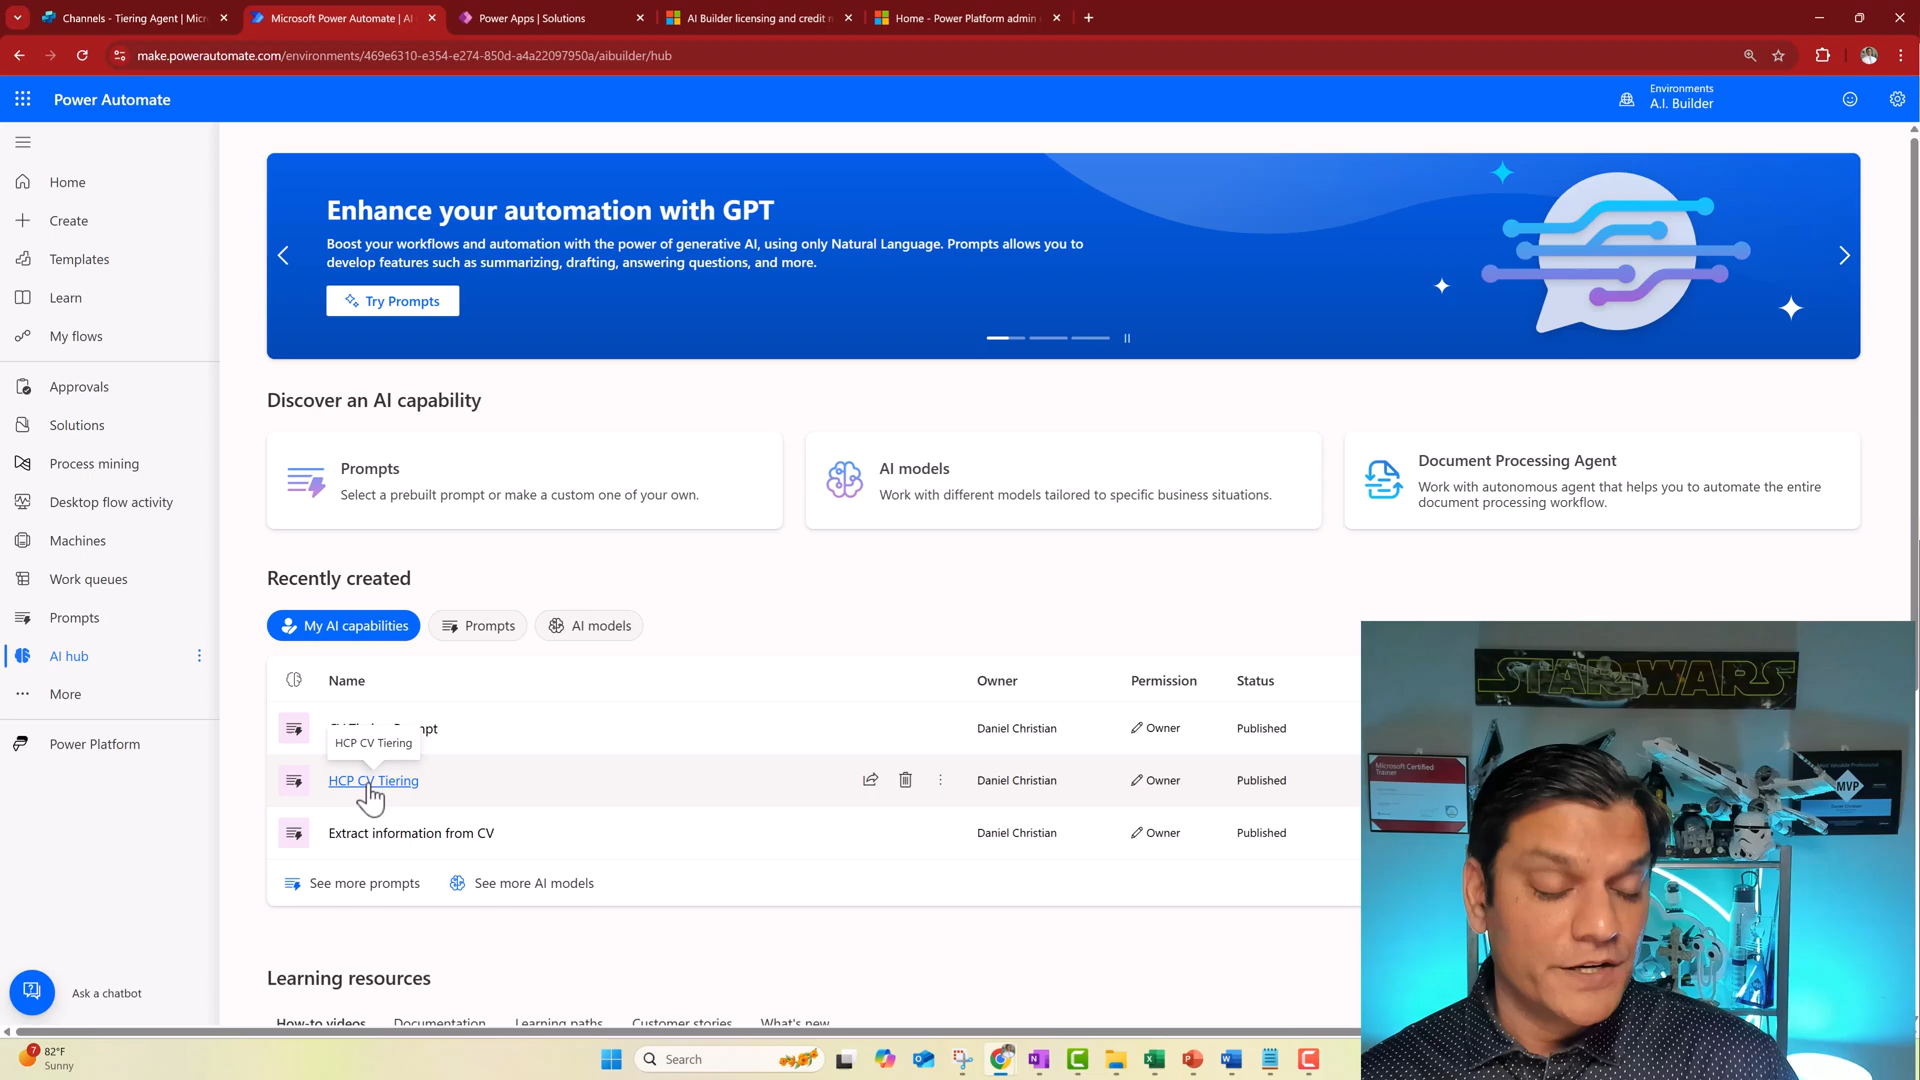 Channels - Tiering Agent | Micr
Microsoft Power Automate | AI
Power Apps | Solutions
AI Builder licensing and credit
Home - Power Platform admin
make.powerautomate.com/environments/469e6310-e354-e274-850d-a4a22097950a/aibuilder/hub
Power Automate
Environments
A.I. Builder
Home
Create
Templates
Learn
My flows
Approvals
Solutions
Process mining
Desktop flow activity
Machines
Work queues
Prompts
AI hub
More
Power Platform
Ask a chatbot
Enhance your automation with GPT
Boost your workflows and automation with the power of generative AI, using only Natural Language. Prompts allows you to
develop features such as summarizing, drafting, answering questions, and more.
Try Prompts
Discover an AI capability
Prompts
Select a prebuilt prompt or make a custom one of your own.
AI models
Work with different models tailored to specific business situations.
Document Processing Agent
Work with autonomous agent that helps you to automate the entire
document processing workflow.
Recently created
My AI capabilities
Prompts
AI models
Name Owner Permission Status
Daniel Christian Owner Published
HCP CV Tiering
HCP CV Tiering Daniel Christian Owner Published
Extract information from CV Daniel Christian Owner Published
See more prompts
See more AI models
Learning resources
How-to videos Documentation Learning paths Customer stories What's new
STAR WARS
Microsoft Certified
Trainer
MVP
7
82°F
Sunny
Search